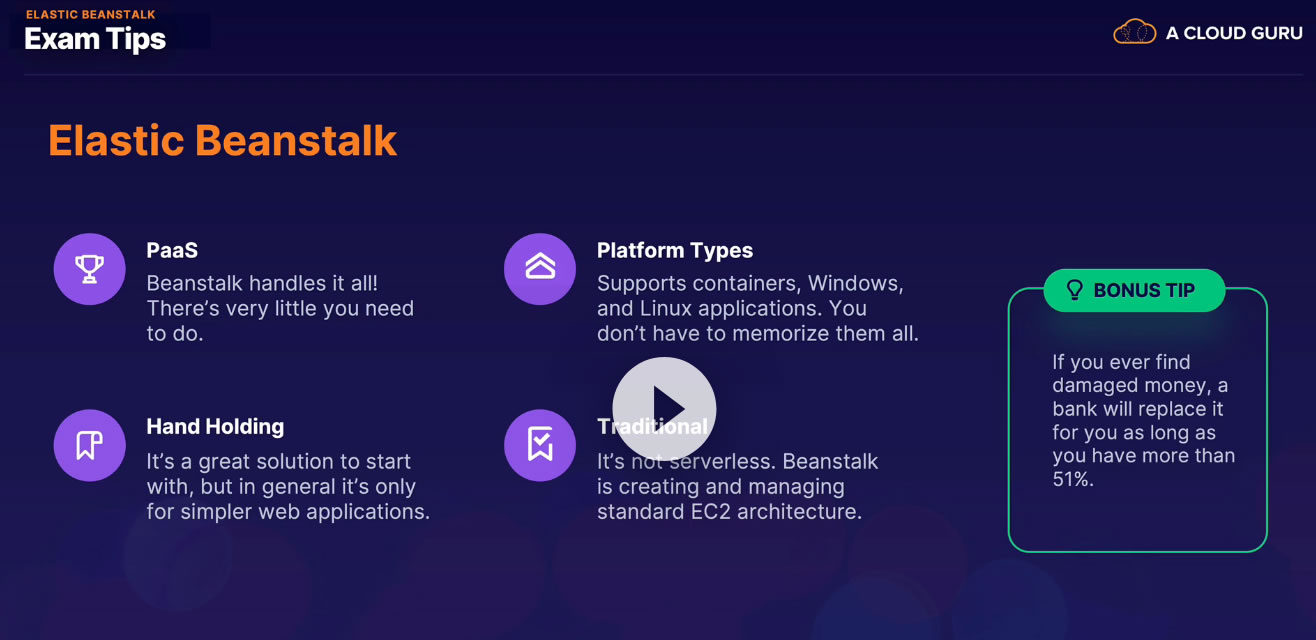 ELASTIC BEANSTALK
Exam Tips
A CLOUD GURU
Elastic Beanstalk
PaaS
Beanstalk handles it all!
There's very little you need
to do.
Platform Types
Supports containers, Windows,
and Linux applications. You
don't have to memorize them all.
Hand Holding
It's a great solution to start
with, but in general it's only
for simpler web applications.
Traditional
It's not serverless. Beanstalk
is creating and managing
standard EC2 architecture.
BONUS TIP
If you ever find
damaged money, a
bank will replace it
for you as long as
you have more than
51%.